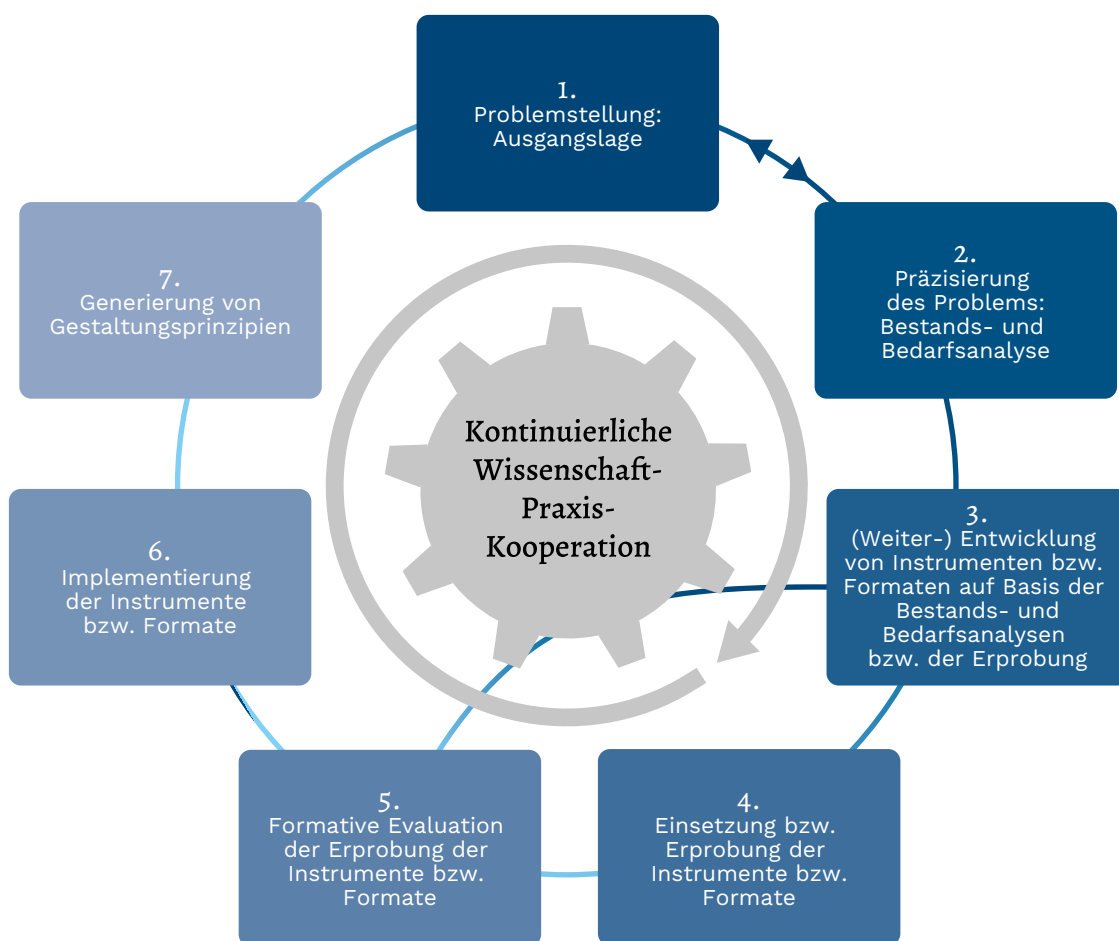 1.
Problemstellung:
Ausgangslage
2.
Präzisierung
des Problems:
Bestands- und
Bedarfsanalyse
3.
(Weiter-) Entwicklung
von Instrumenten bzw.
Formaten auf Basis der
Bestands- und
Bedarfsanalysen
bzw. der Erprobung
4.
Einsetzung bzw.
Erprobung der
Instrumente bzw.
Formate
5.
Formative Evaluation
der Erprobung der
Instrumente bzw.
Formate
6.
Implementierung
der Instrumente
bzw. Formate
7.
Generierung von
Gestaltungsprinzipien
Kontinuierliche
Wissenschaft-
Praxis-
Kooperation